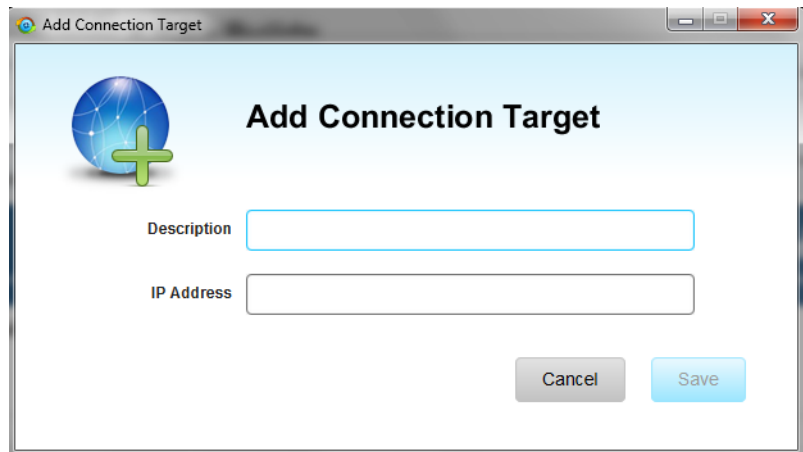 Add Connection Target
Add Connection Target
Description
IP Address
Cancel Save